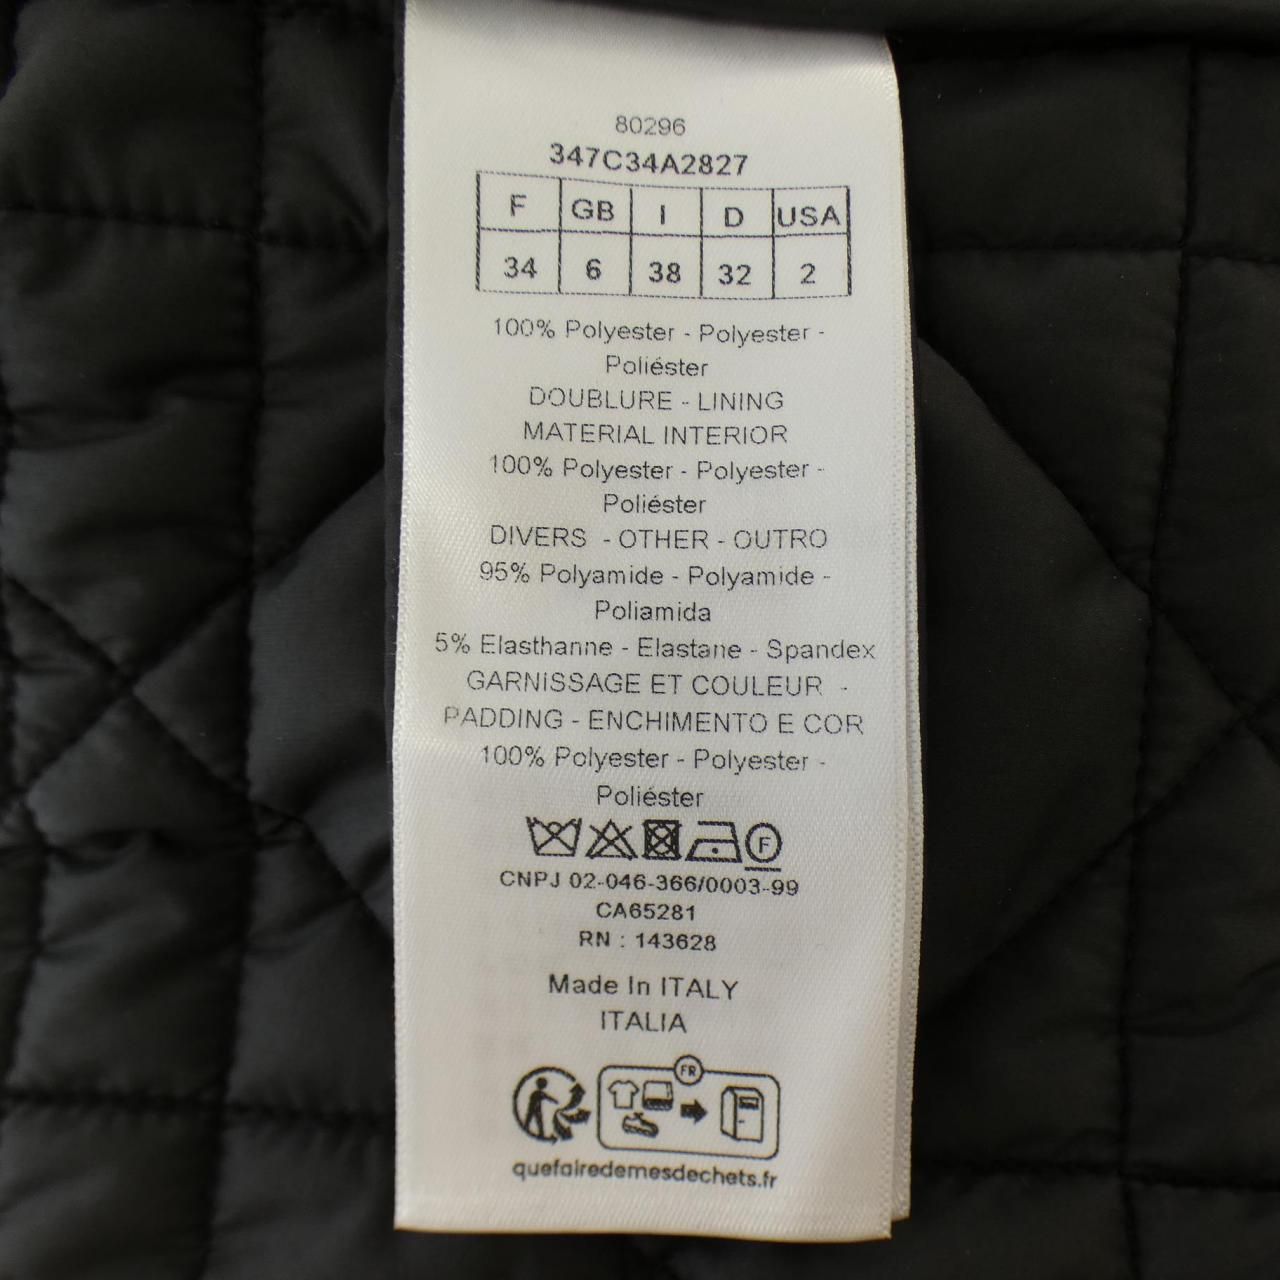 80296
347C34A2827
F GB I D USA
34 6 38 32 2
100% Polyester - Polyester -
Poliéster
DOUBLURE - LINING
MATERIAL INTERIOR
100% Polyester - Polyester -
Poliéster
DIVERS - OTHER - OUTRO
95% Polyamide - Polyamide -
Poliamida
5% Elasthanne - Elastane - Spandex
GARNISSAGE ET COULEUR -
PADDING - ENCHIMENTO E COR
100% Polyester - Polyester -
Poliéster
F
CNPJ 02-046-366/0003-99
CA65281
RN : 143628
Made In ITALY
ITALIA
FR
quefairedemesdechets.fr